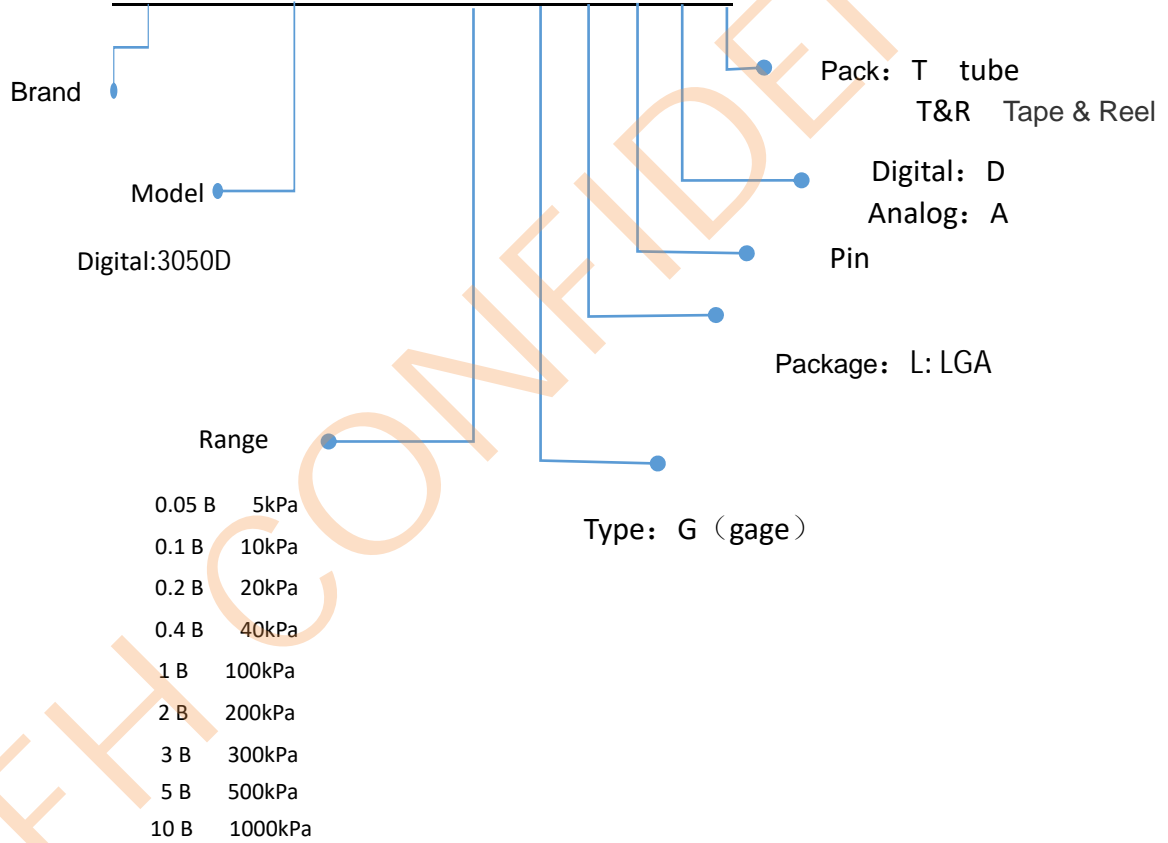 Pack：T tube
T&R Tape & Reel
Brand
Digital：D
Analog：A
Model
Pin
Digital:3050D
Package：L: LGA
Range
0.05 B 5kPa
Type：G（gage）
0.1 B 10kPa
0.2 B 20kPa
0.4 B 40kPa
1 B 100kPa
2 B 200kPa
3 B 300kPa
5 B 500kPa
10 B 1000kPa
FH CONFIDE